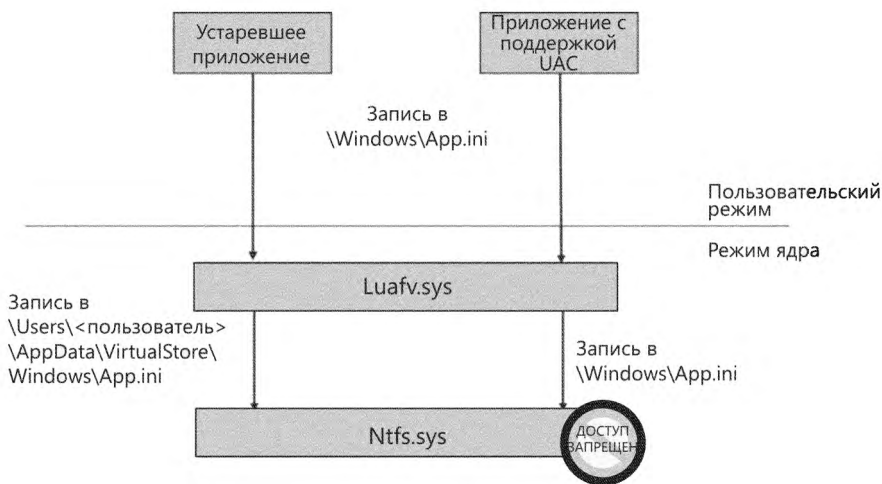 Устаревшее
приложение
Приложение с
поддержкой
UAC
Запись в
\Windows\App.ini
Пользовательский
режим
Режим ядра
Luafv.sys
Запись в
\Users\<пользователь>
\AppData\VirtualStore\
Windows\App.ini
Запись в
\Windows\App.ini
Ntfs.sys
ДОСТУП
ЗАПРЕЩЕН